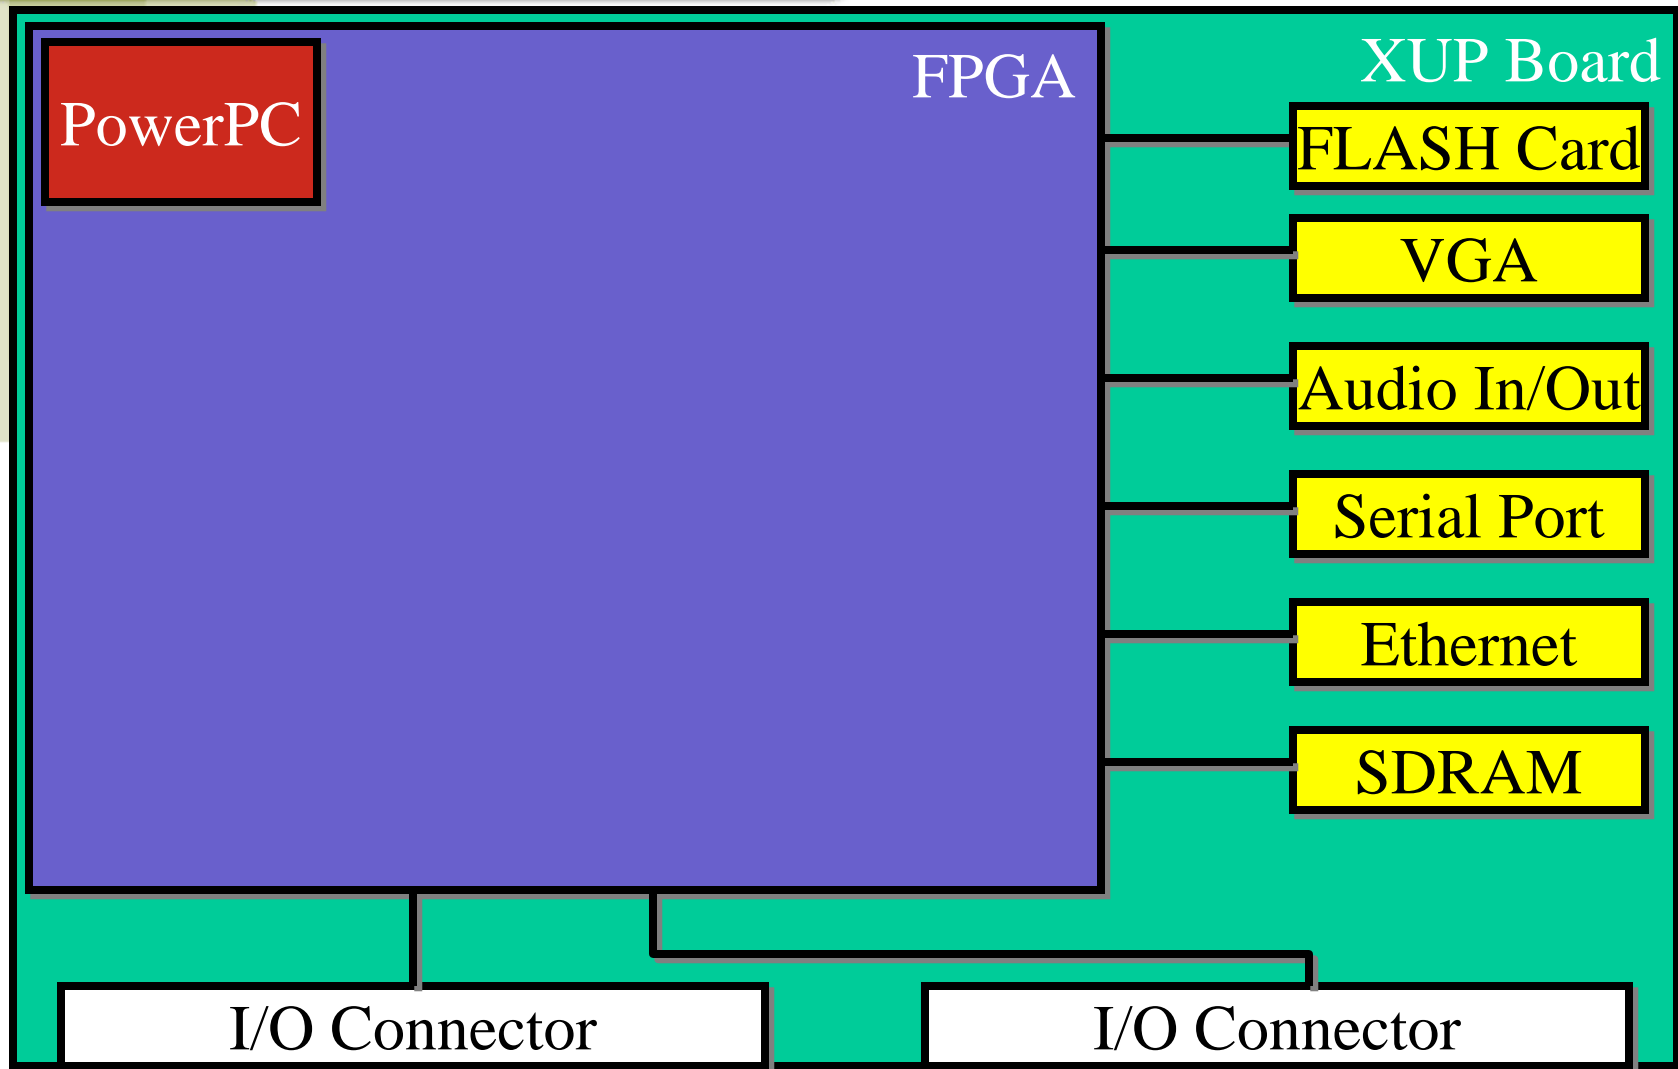 XUP Board
FPGA
PowerPC
FLASH Card
VGA
Audio In/Out
Serial Port
Ethernet
SDRAM
I/O Connector
I/O Connector